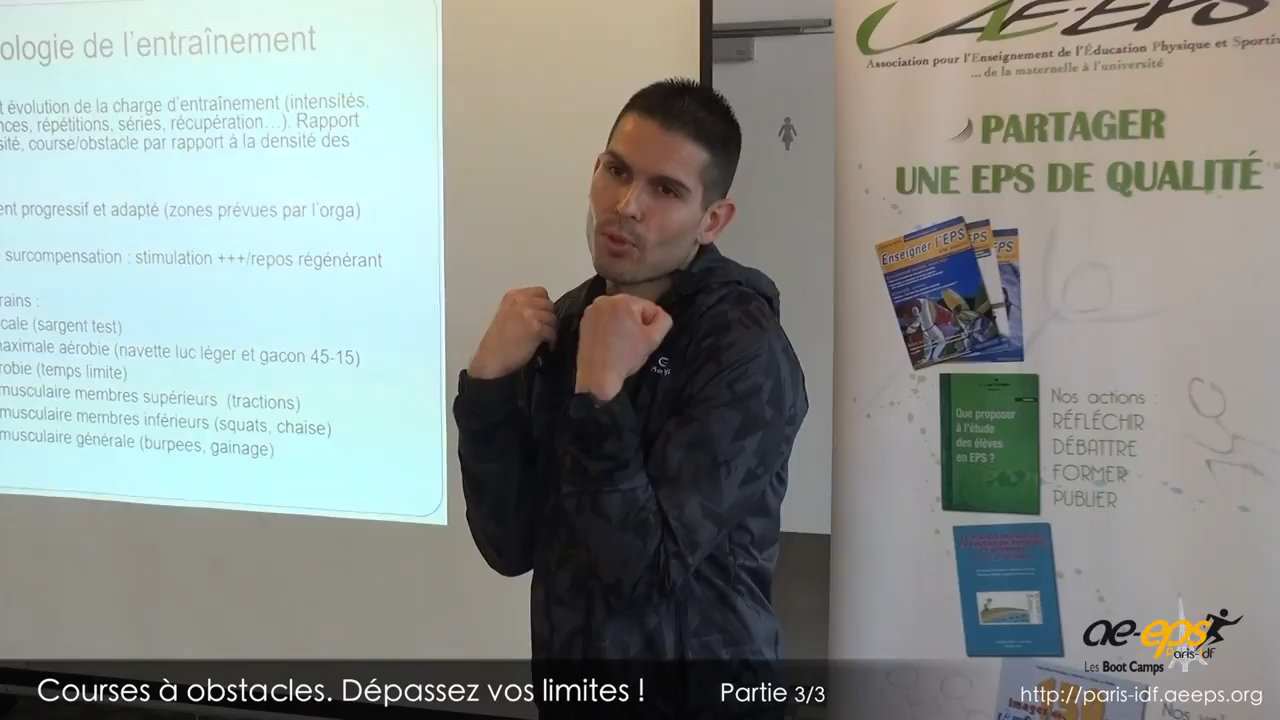 ologie de l'entraînement
t évolution de la charge d'entraînement (intensités,
nces, répétitions, séries, récupération…). Rapport
sité, course/obstacle par rapport à la densité des
ent progressif et adapté (zones prévues par l'orga)
surcompensation : stimulation +++/repos régénérant
rains :
cale (sargent test)
maximale aérobie (navette luc léger et gacon 45-15)
robie (temps limite)
musculaire membres supérieurs (tractions)
musculaire membres inférieurs (squats, chaise)
musculaire générale (burpees, gainage)
AE-EPS
Association pour l'Enseignement de l'Éducation Physique et Sportiv
... de la maternelle à l'université
PARTAGER
UNE EPS DE QUALITÉ
Enseigner l'EPS
EPS
EPS
Que proposer
à l'étude
des élèves
en EPS ?
Nos actions :
RÉFLÉCHIR
DÉBATTRE
FORMER
PUBLIER
ae-eps
Paris-idf
Les Boot Camps
Nos
Courses à obstacles. Dépassez vos limites !
Partie 3/3
http://paris-idf.aeeps.org